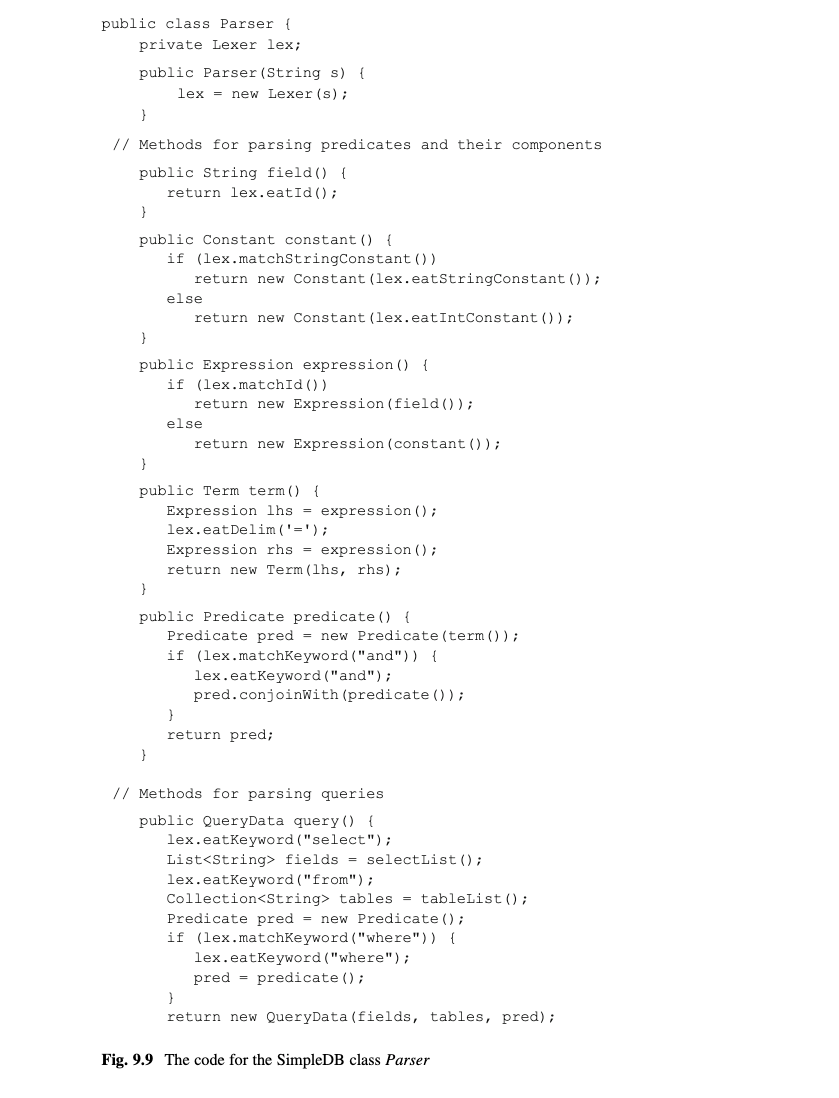 public class Parser {
    private Lexer lex;
    public Parser(String s) {
        lex = new Lexer(s);
    }
 // Methods for parsing predicates and their components
    public String field() {
       return lex.eatId();
    }
    public Constant constant() {
       if (lex.matchStringConstant())
          return new Constant(lex.eatStringConstant());
       else
          return new Constant(lex.eatIntConstant());
    }
    public Expression expression() {
       if (lex.matchId())
          return new Expression(field());
       else
          return new Expression(constant());
    }
    public Term term() {
       Expression lhs = expression();
       lex.eatDelim('=');
       Expression rhs = expression();
       return new Term(lhs, rhs);
    }
    public Predicate predicate() {
       Predicate pred = new Predicate(term());
       if (lex.matchKeyword("and")) {
          lex.eatKeyword("and");
          pred.conjoinWith(predicate());
       }
       return pred;
    }
 // Methods for parsing queries
    public QueryData query() {
       lex.eatKeyword("select");
       List<String> fields = selectList();
       lex.eatKeyword("from");
       Collection<String> tables = tableList();
       Predicate pred = new Predicate();
       if (lex.matchKeyword("where")) {
          lex.eatKeyword("where");
          pred = predicate();
       }
       return new QueryData(fields, tables, pred);
Fig. 9.9 The code for the SimpleDB class Parser